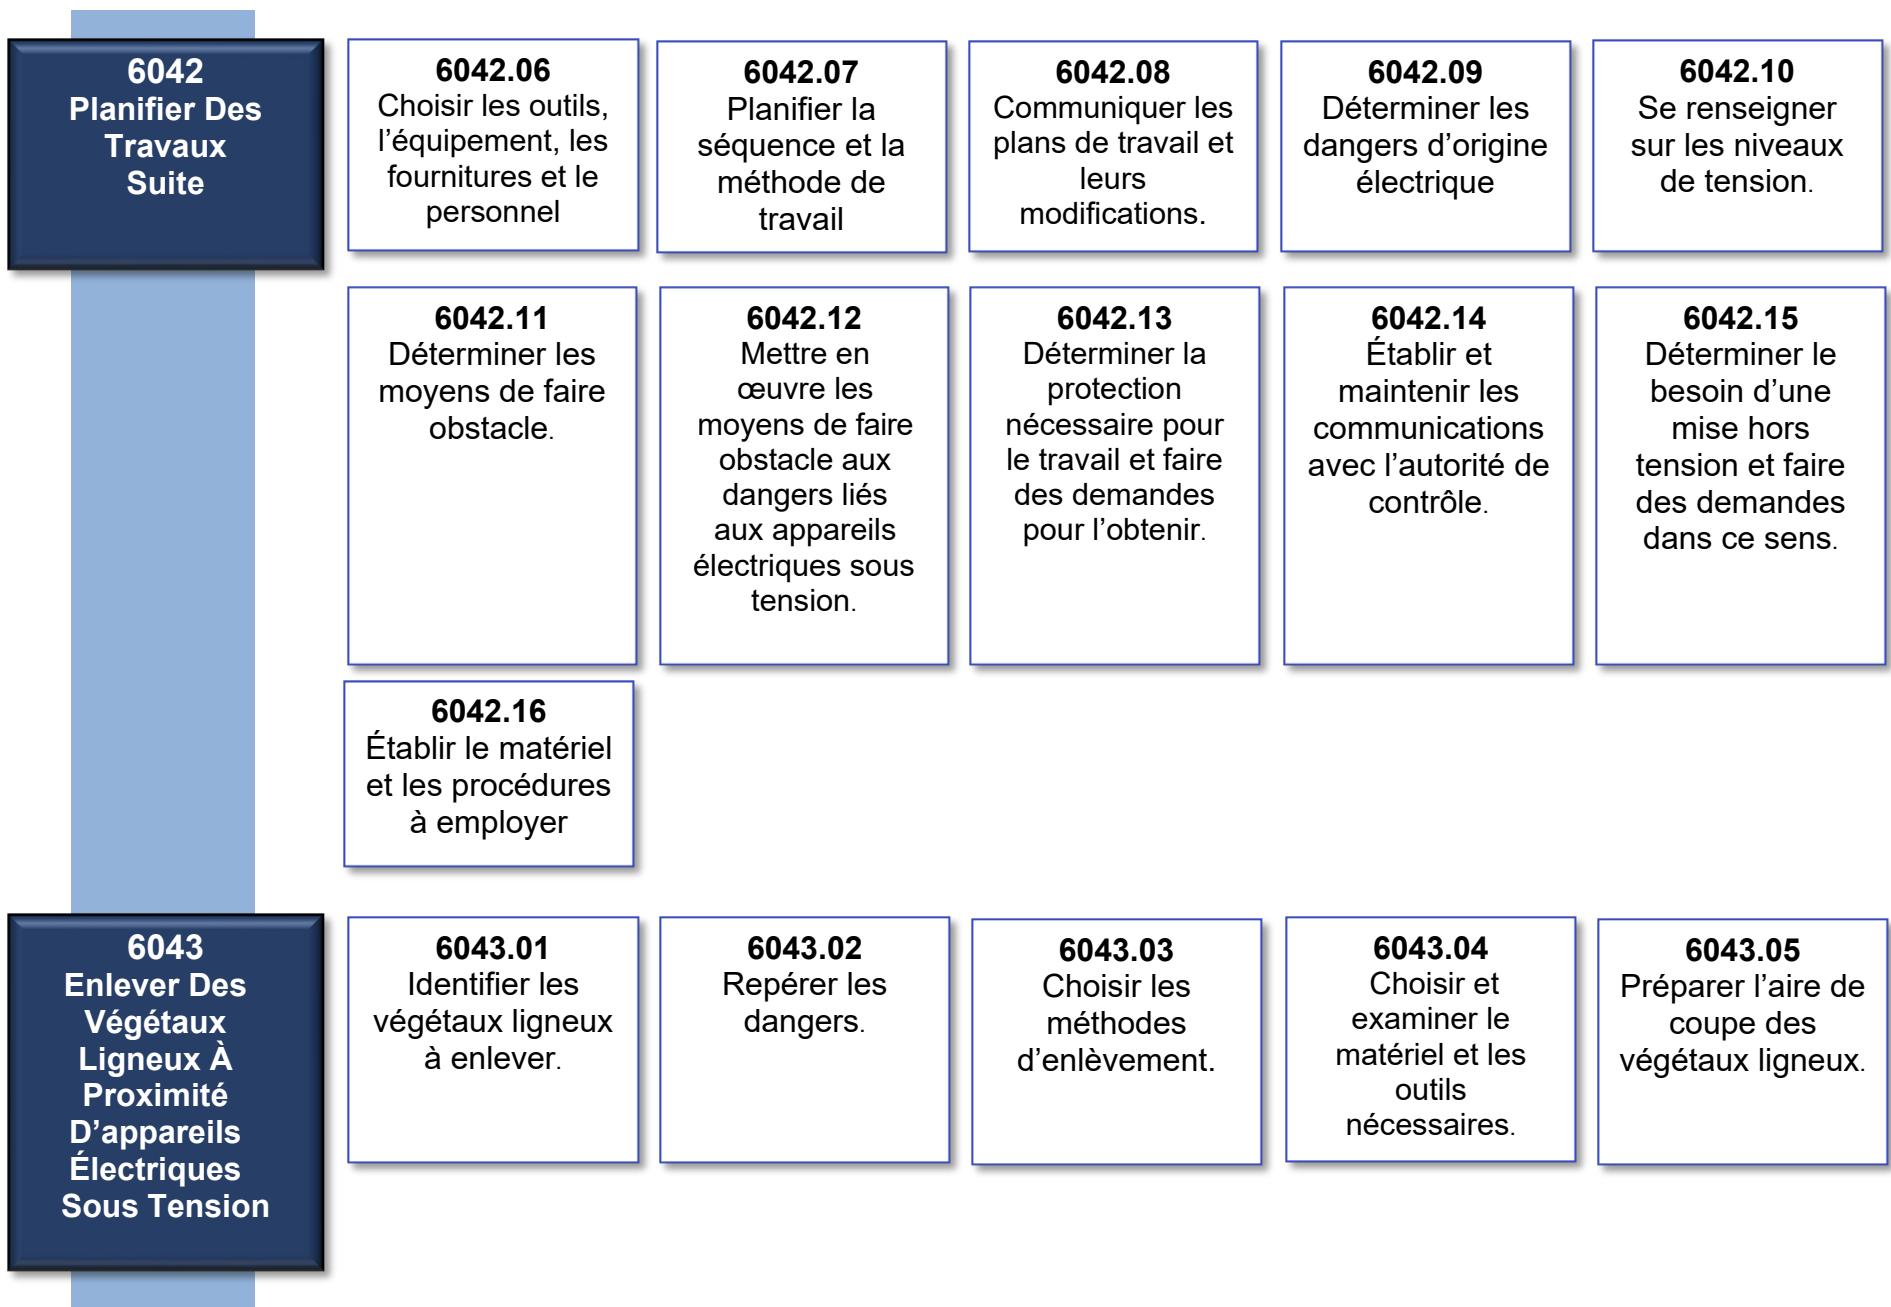 6042
Planifier Des
Travaux
Suite
6042.06
Choisir les outils,
l’équipement, les
fournitures et le
personnel
6042.07
Planifier la
séquence et la
méthode de
travail
6042.08
Communiquer les
plans de travail et
leurs
modifications.
6042.09
Déterminer les
dangers d’origine
électrique
6042.10
Se renseigner
sur les niveaux
de tension.
6042.11
Déterminer les
moyens de faire
obstacle.
6042.12
Mettre en
œuvre les
moyens de faire
obstacle aux
dangers liés
aux appareils
électriques sous
tension.
6042.13
Déterminer la
protection
nécessaire pour
le travail et faire
des demandes
pour l’obtenir.
6042.14
Établir et
maintenir les
communications
avec l’autorité de
contrôle.
6042.15
Déterminer le
besoin d’une
mise hors
tension et faire
des demandes
dans ce sens.
6042.16
Établir le matériel
et les procédures
à employer
6043
Enlever Des
Végétaux
Ligneux À
Proximité
D’appareils
Électriques
Sous Tension
6043.01
Identifier les
végétaux ligneux
à enlever.
6043.02
Repérer les
dangers.
6043.03
Choisir les
méthodes
d’enlèvement.
6043.04
Choisir et
examiner le
matériel et les
outils
nécessaires.
6043.05
Préparer l’aire de
coupe des
végétaux ligneux.